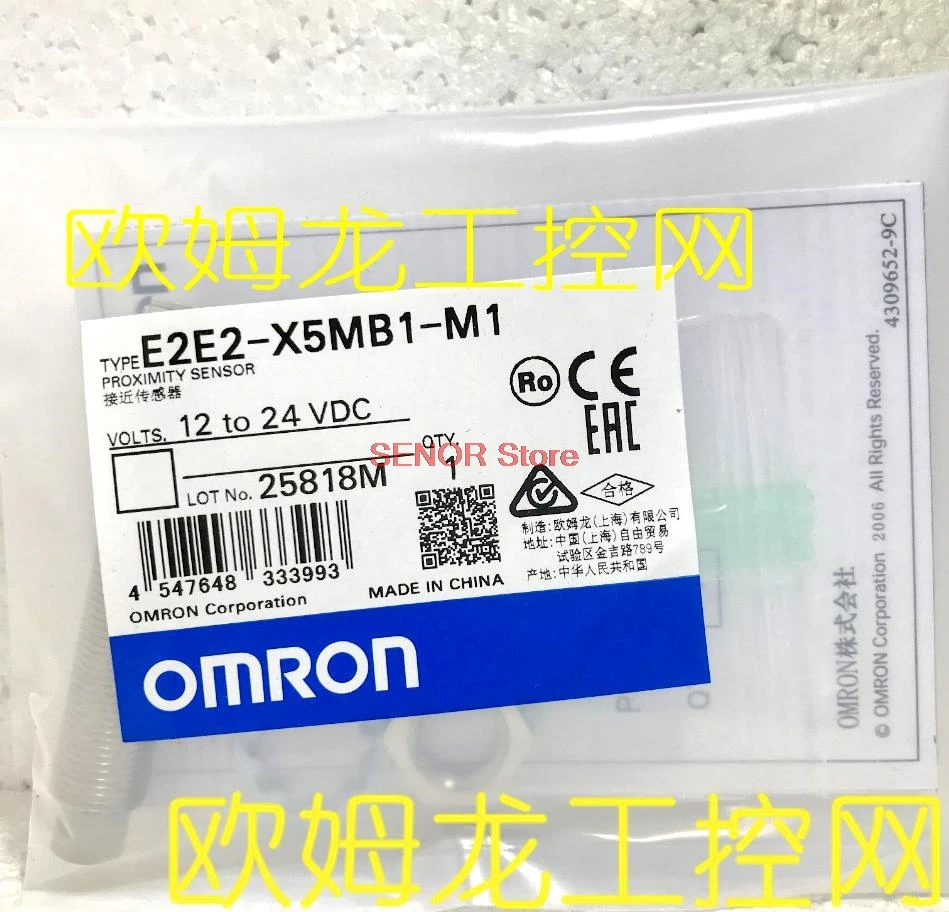 欧姆龙工控网
TYPE E2E2-X5MB1-M1
PROXIMITY SENSOR
接近传感器
VOLTS. 12 to 24 VDC
QTY.
1
LOT No. 25818M
4 547648 333993
OMRON Corporation
MADE IN CHINA
Ro CE
EAC
合格
制造:欧姆龙(上海)有限公司
地址:中国(上海)自由贸易
试验区金吉路789号
产地:中华人民共和国
OMRON
SENOR Store
4309652-9C
OMRON株式会社
© OMRON Corporation 2006 All Rights Reserved.
欧姆龙工控网